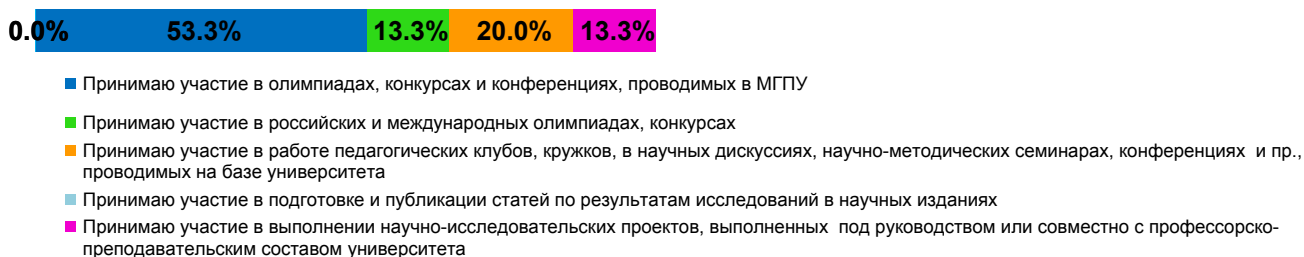 0.0% 53.3% 13.3% 20.0% 13.3%
Принимаю участие в олимпиадах, конкурсах и конференциях, проводимых в МГПУ
Принимаю участие в российских и международных олимпиадах, конкурсах
Принимаю участие в работе педагогических клубов, кружков, в научных дискуссиях, научно-методических семинарах, конференциях и пр.,
проводимых на базе университета
Принимаю участие в подготовке и публикации статей по результатам исследований в научных изданиях
Принимаю участие в выполнении научно-исследовательских проектов, выполненных под руководством или совместно с профессорско-
преподавательским составом университета